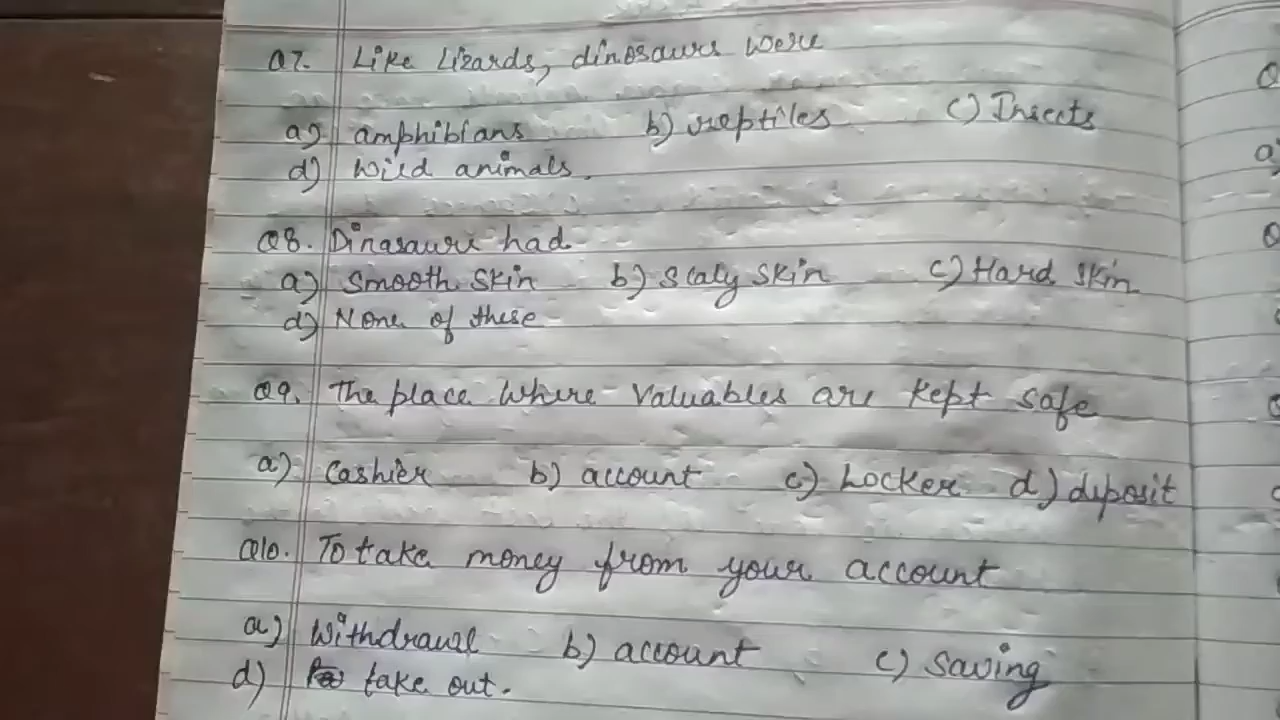 Q7. Like Lizards, dinosaurs were
a) amphibians b) reptiles c) Insects
d) Wild animals.
Q8. Dinasaurs had
a) Smooth Skin b) Scaly Skin c) Hard Skin
d) None of these
Q9. The place where Valuables are Kept safe
a) Cashier b) account c) Locker d) deposit
Q10. To take money from your account
a) Withdrawl b) account c) Saving
d) take out.